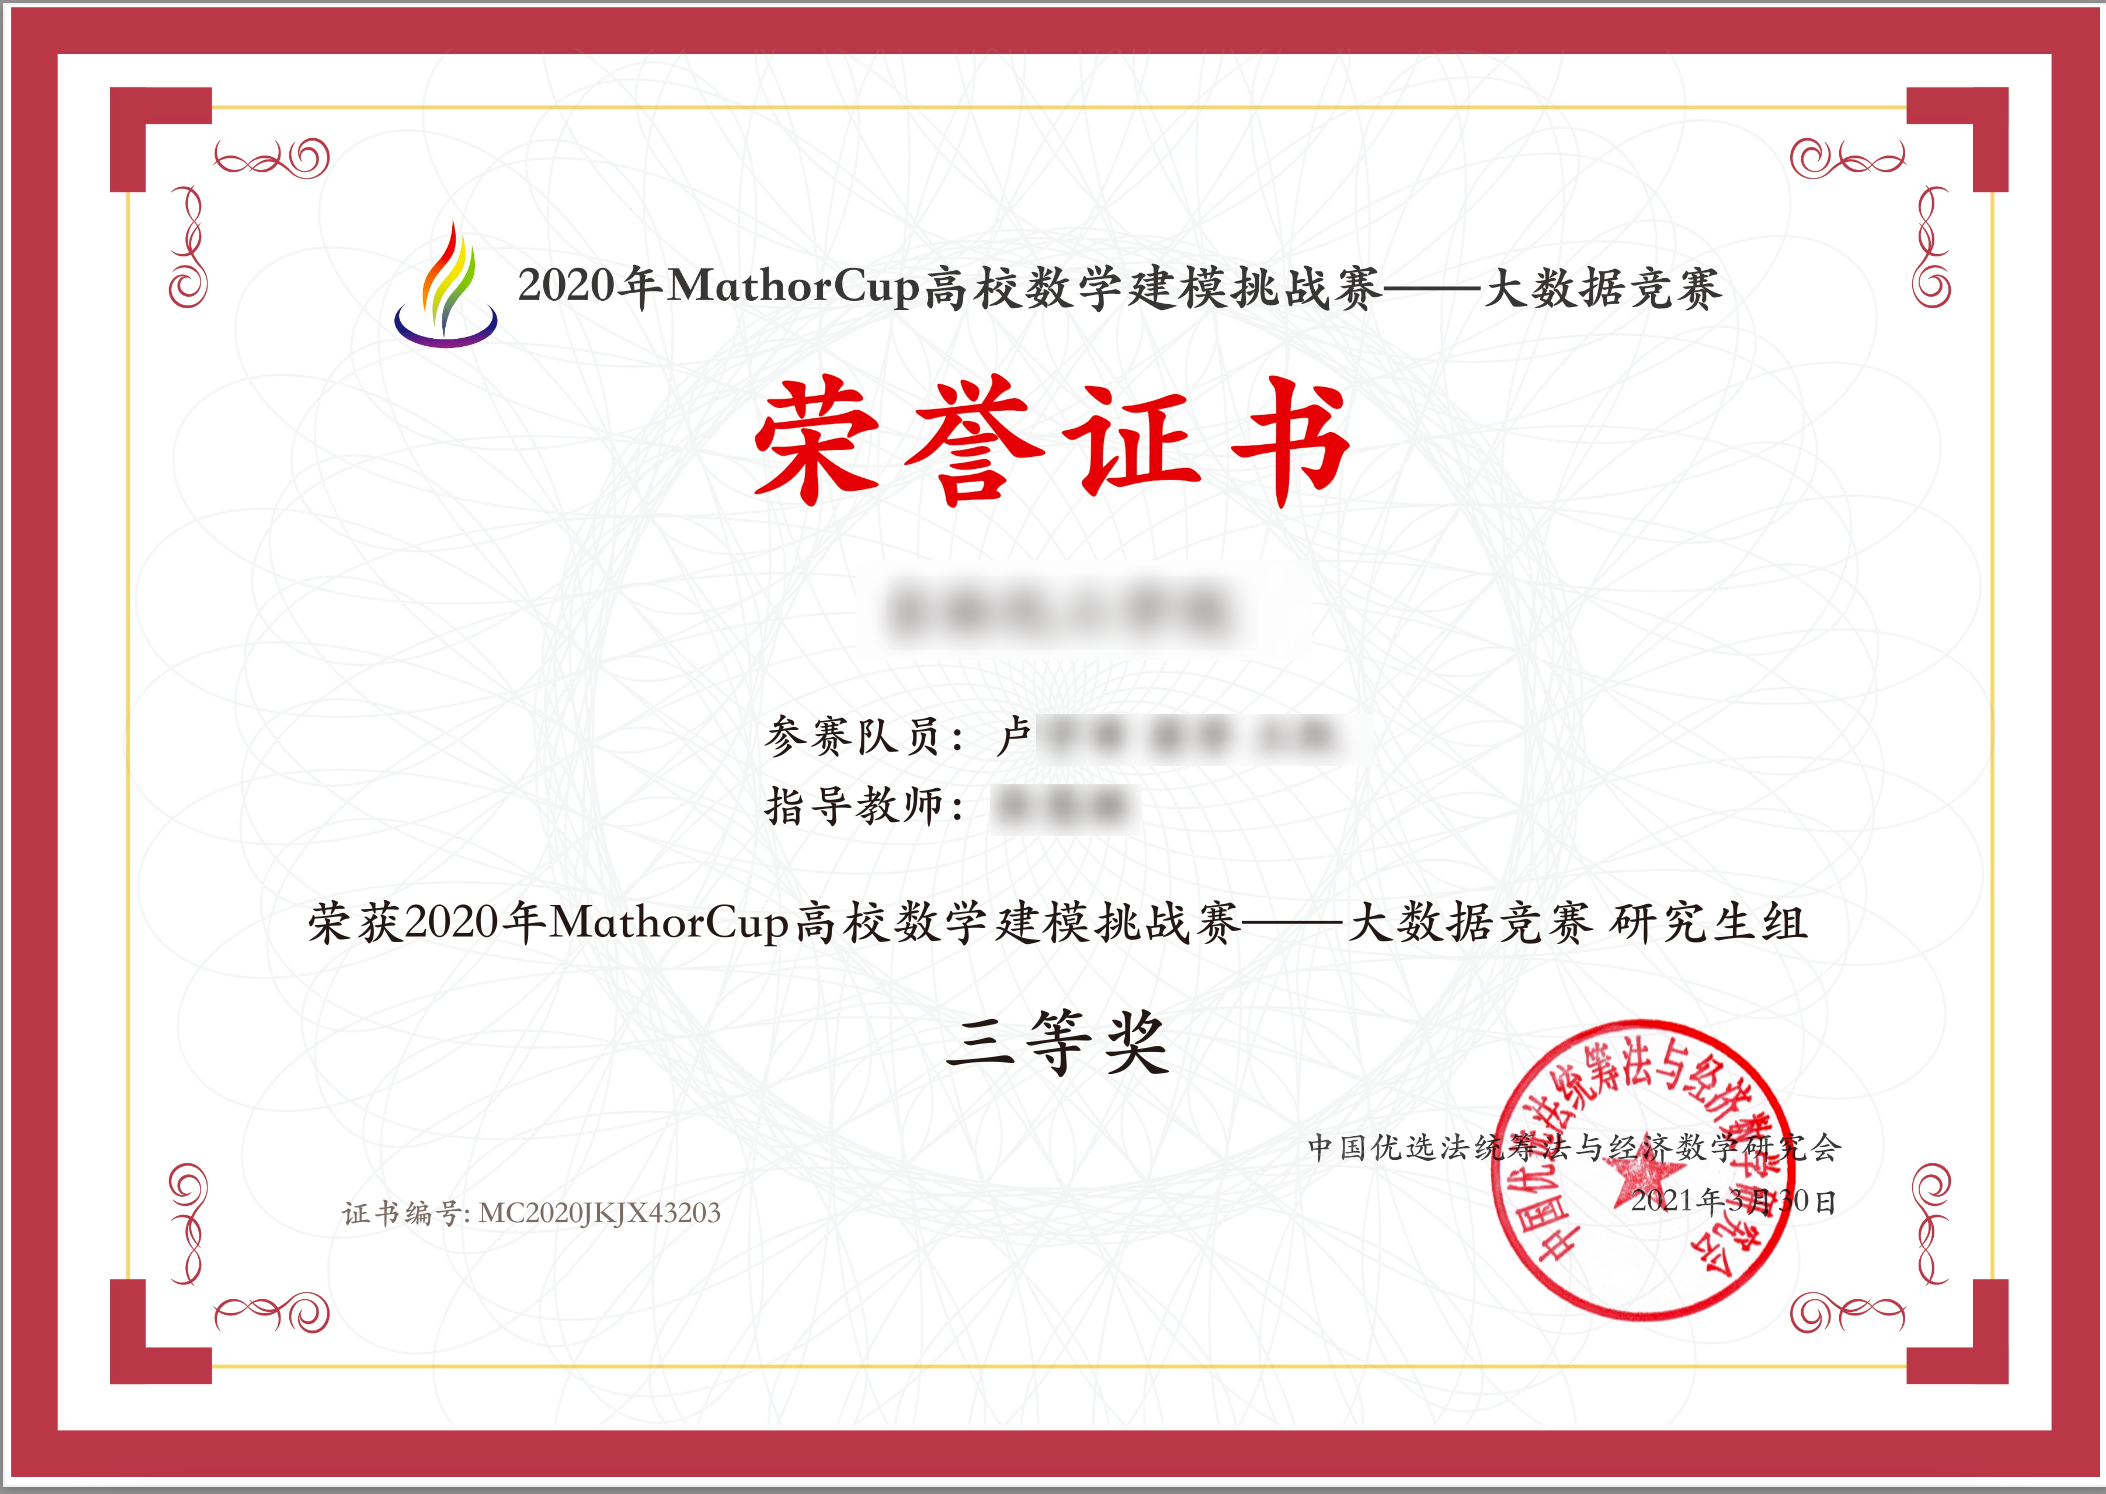 2020年MathorCup高校数学建模挑战赛——大数据竞赛
荣誉证书
参赛队员：卢
指导教师：
荣获2020年MathorCup高校数学建模挑战赛——大数据竞赛 研究生组
三等奖
中国优选法统筹法与经济数学研究会
2021年3月30日
证书编号: MC2020JKJX43203
中国优选法统筹法与经济数学研究会